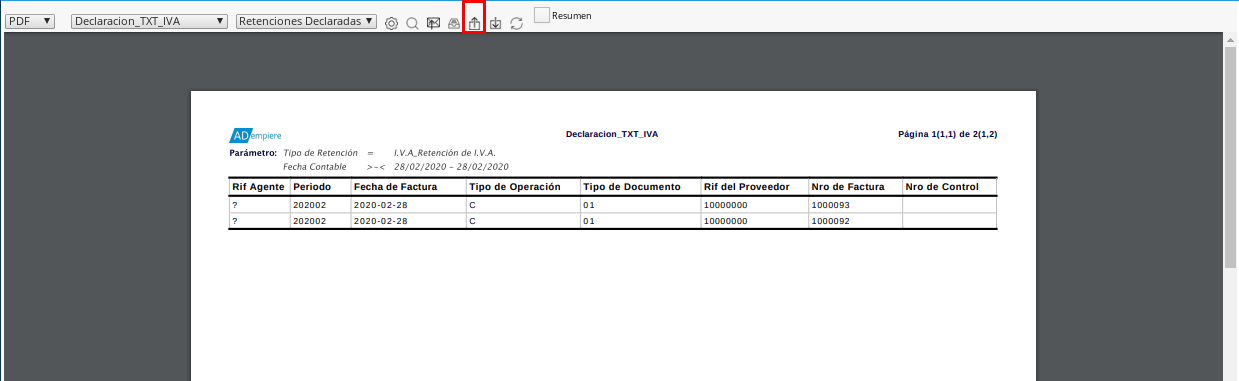 PDF Declaracion_TXT_IVA Retenciones Declaradas Resumen
ADempiere Declaracion_TXT_IVA Página 1(1,1) de 2(1,2)
Parámetro: Tipo de Retención = I.V.A_Retención de I.V.A.
Fecha Contable >-< 28/02/2020 - 28/02/2020
Rif Agente Periodo Fecha de Factura Tipo de Operación Tipo de Documento Rif del Proveedor Nro de Factura Nro de Control
? 202002 2020-02-28 C 01 10000000 1000093
? 202002 2020-02-28 C 01 10000000 1000092